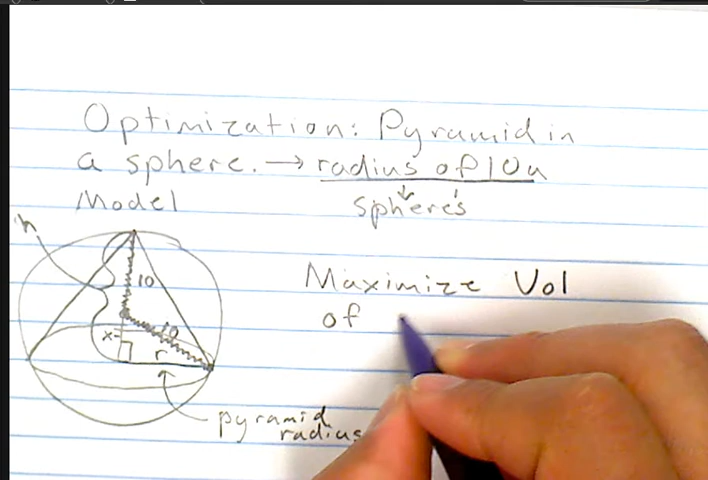 Optimization: Pyramid in
a sphere. → radius of 10u
Model
sphere's
h
10
10
x
r
Maximize Vol
of
pyramid
radius